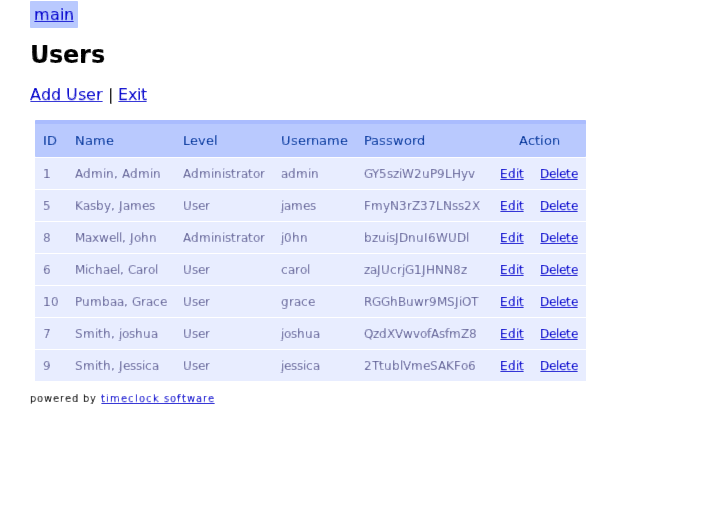 main
Users
Add User | Exit
ID Name Level Username Password Action
1 Admin, Admin Administrator admin GY5sziW2uP9LHyv Edit Delete
5 Kasby, James User james FmyN3rZ37LNss2X Edit Delete
8 Maxwell, John Administrator j0hn bzuisJDnuI6WUDl Edit Delete
6 Michael, Carol User carol zaJUcrjG1JHNN8z Edit Delete
10 Pumbaa, Grace User grace RGGhBuwr9MSJiOT Edit Delete
7 Smith, joshua User joshua QzdXVwvofAsfmZ8 Edit Delete
9 Smith, Jessica User jessica 2TtublVmeSAKFo6 Edit Delete
powered by timeclock software